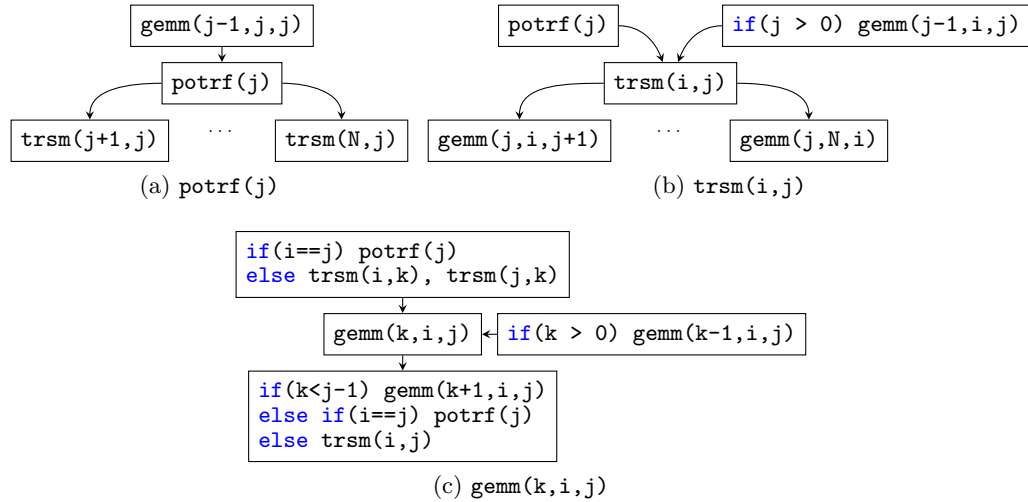 gemm(j-1,j,j)
potrf(j)
trsm(j+1,j)
...
trsm(N,j)
(a) potrf(j)
potrf(j)
if(j > 0) gemm(j-1,i,j)
trsm(i,j)
gemm(j,i,j+1)
...
gemm(j,N,i)
(b) trsm(i,j)
if(i==j) potrf(j)
else trsm(i,k), trsm(j,k)
gemm(k,i,j)
if(k > 0) gemm(k-1,i,j)
if(k<j-1) gemm(k+1,i,j)
else if(i==j) potrf(j)
else trsm(i,j)
(c) gemm(k,i,j)